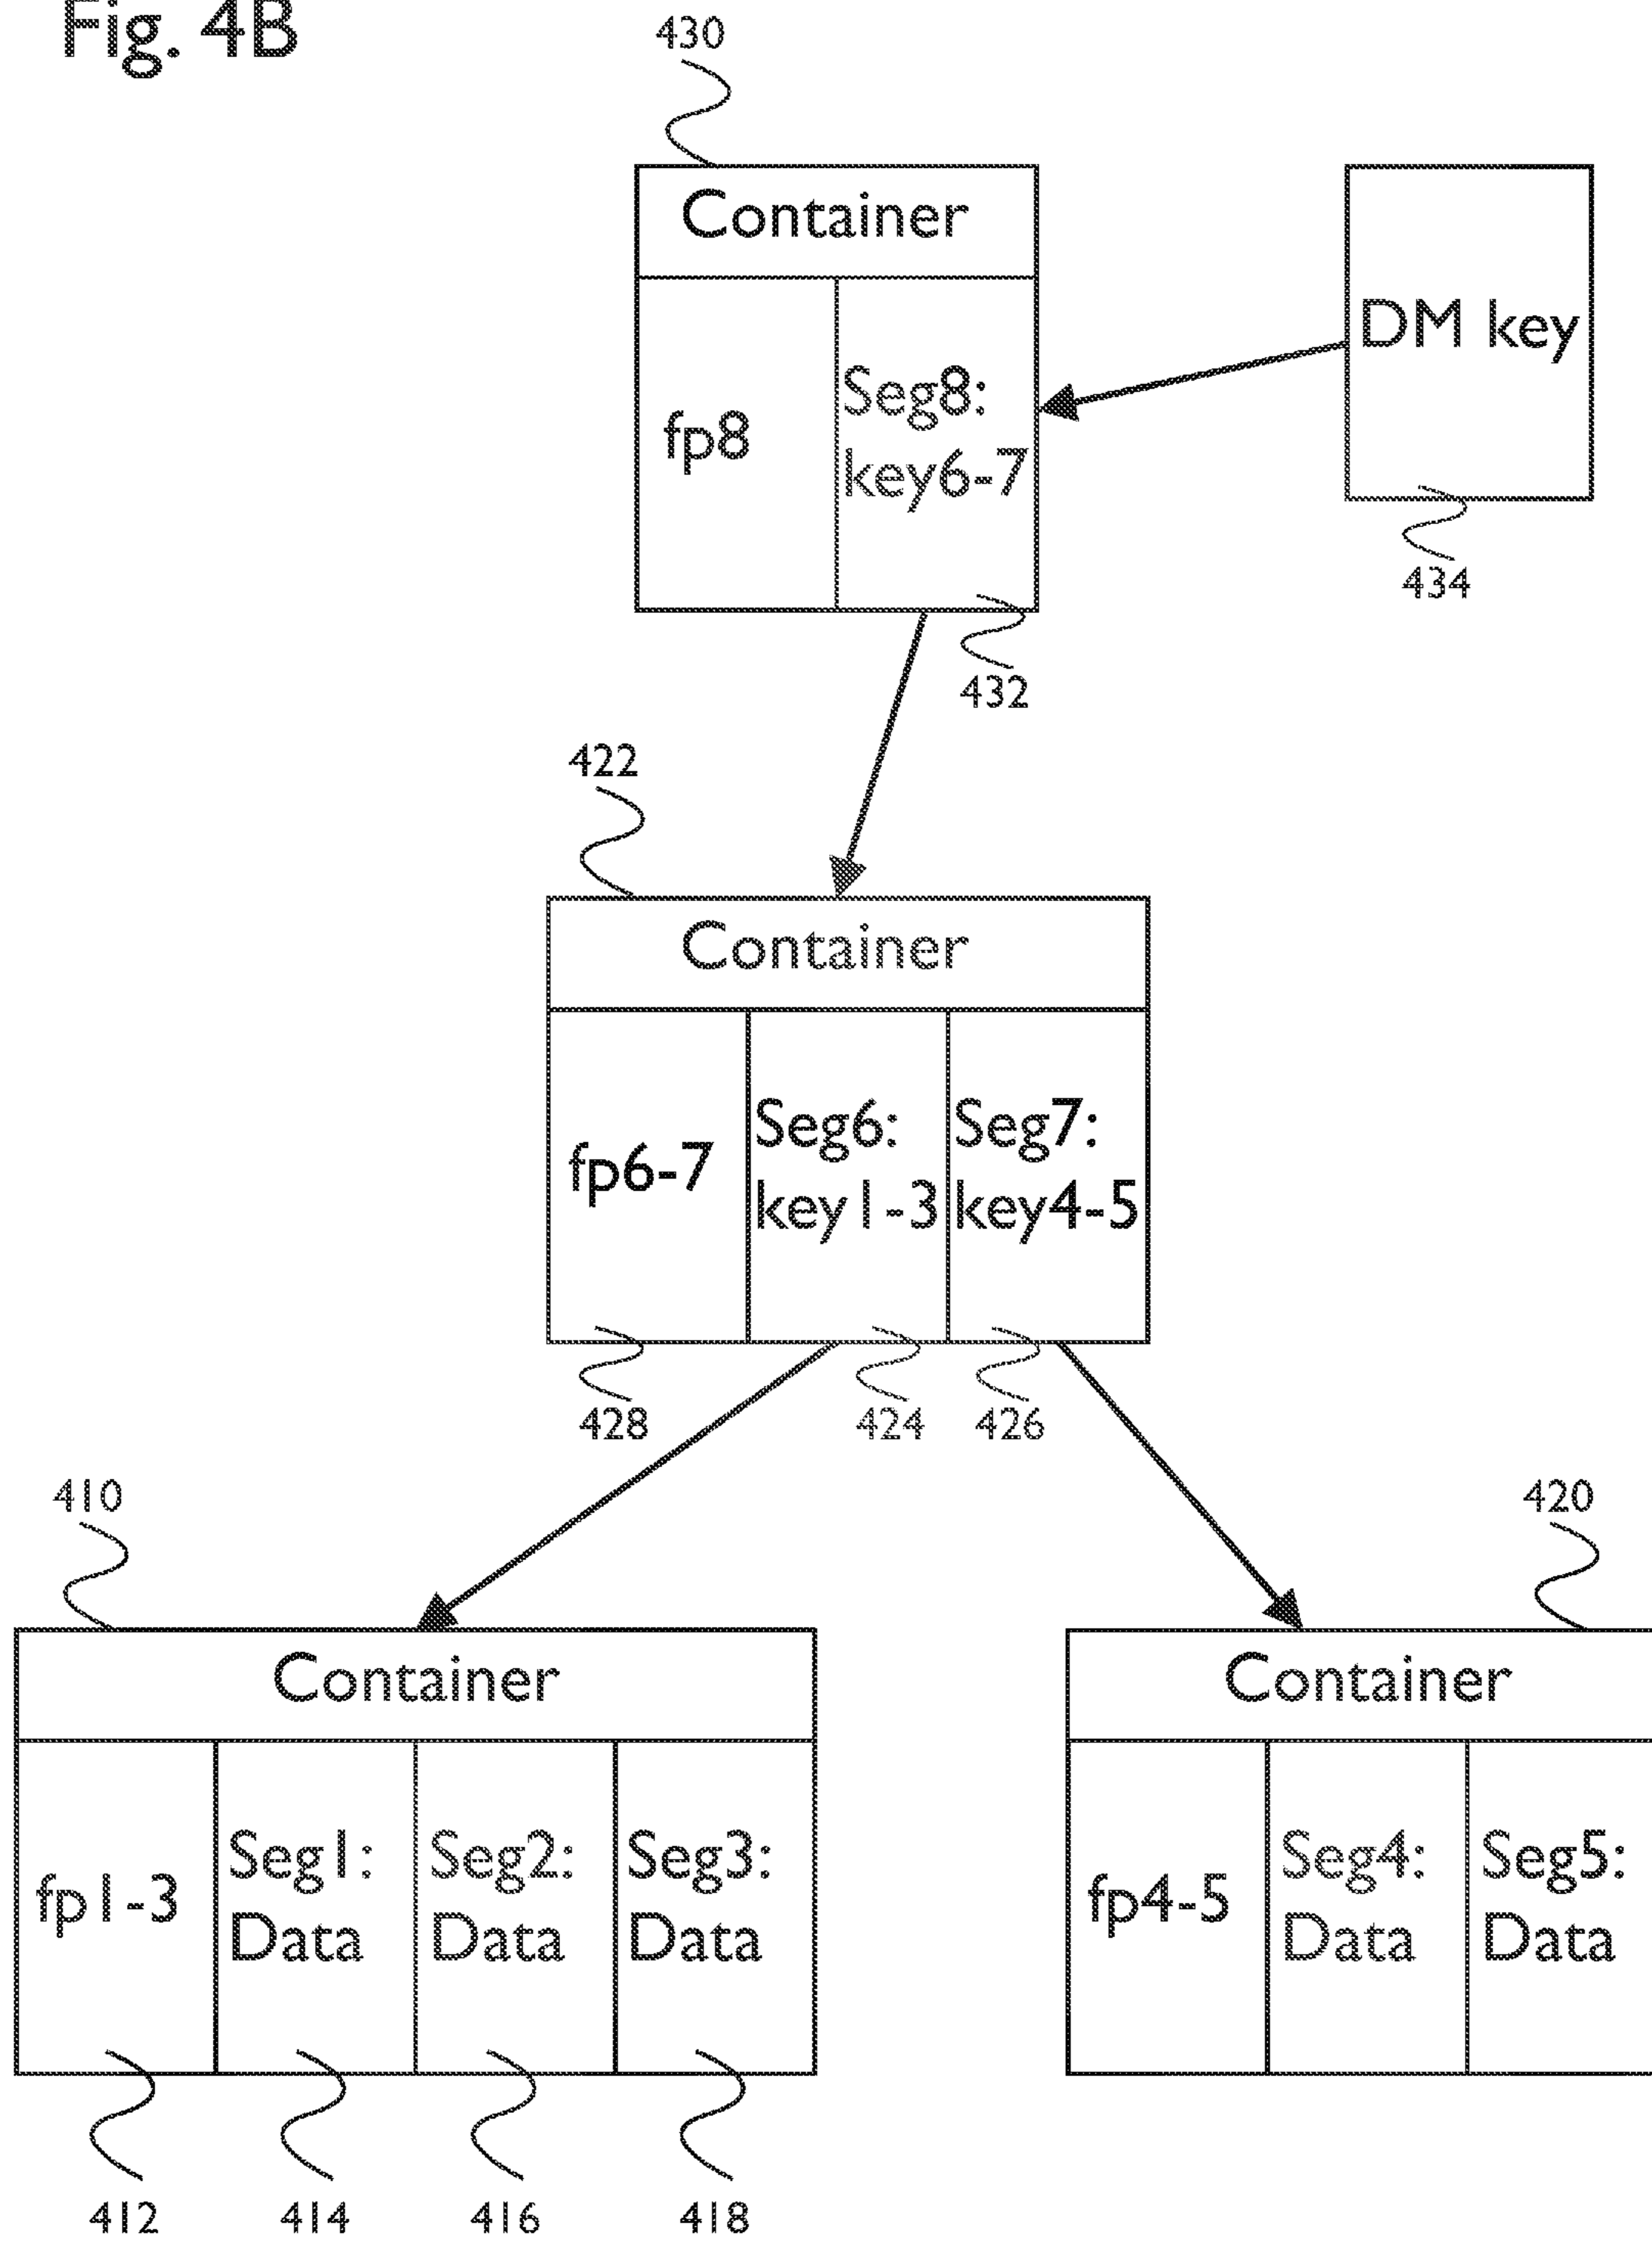 Fig. 4B
430
Container
DM key
fp8
Seg8:
key6-7
434
432
422
Container
fp6-7
Seg6:
key1-3
Seg7:
key4-5
428
424
426
410
420
Container
fp1-3
Seg1:
Data
Seg2:
Data
Seg3:
Data
Container
fp4-5
Seg4:
Data
Seg5:
Data
412
414
416
418